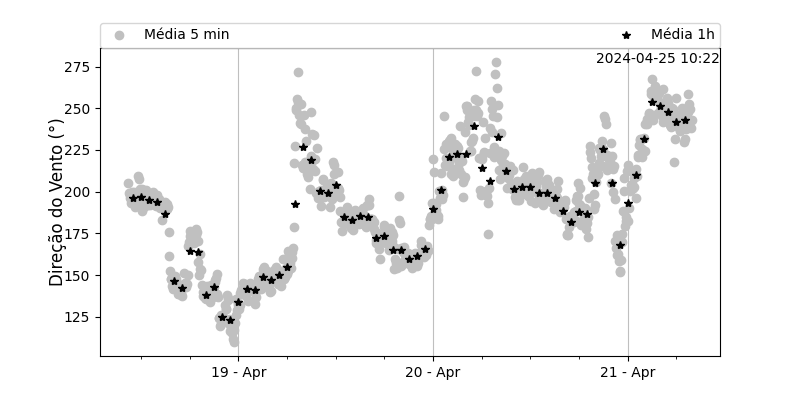 Média 5 min
Média 1h
2024-04-25 10:22
275
250
225
200
175
150
125
Direção do Vento (°)
19 - Apr
20 - Apr
21 - Apr